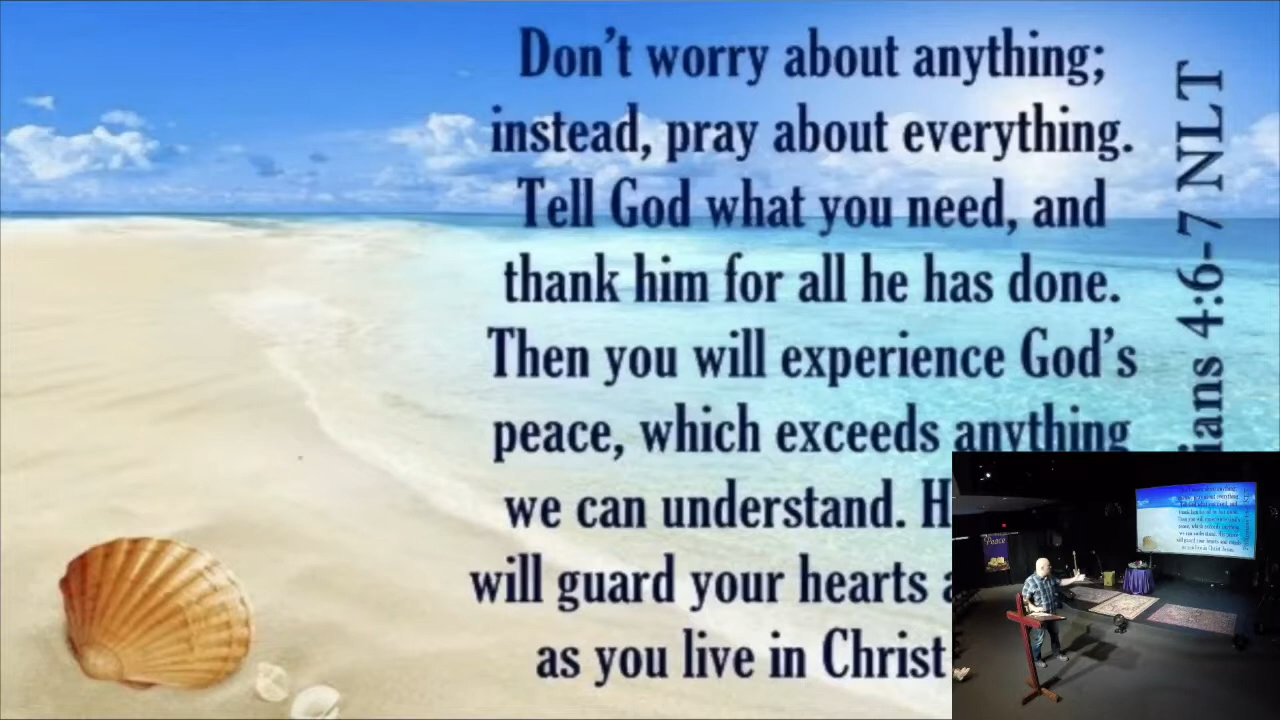 Don't worry about anything;
instead, pray about everything.
Tell God what you need, and
thank him for all he has done.
Then you will experience God's
peace, which exceeds anything
we can understand. H
will guard your hearts a
as you live in Christ
ians 4:6-7 NLT
Peace